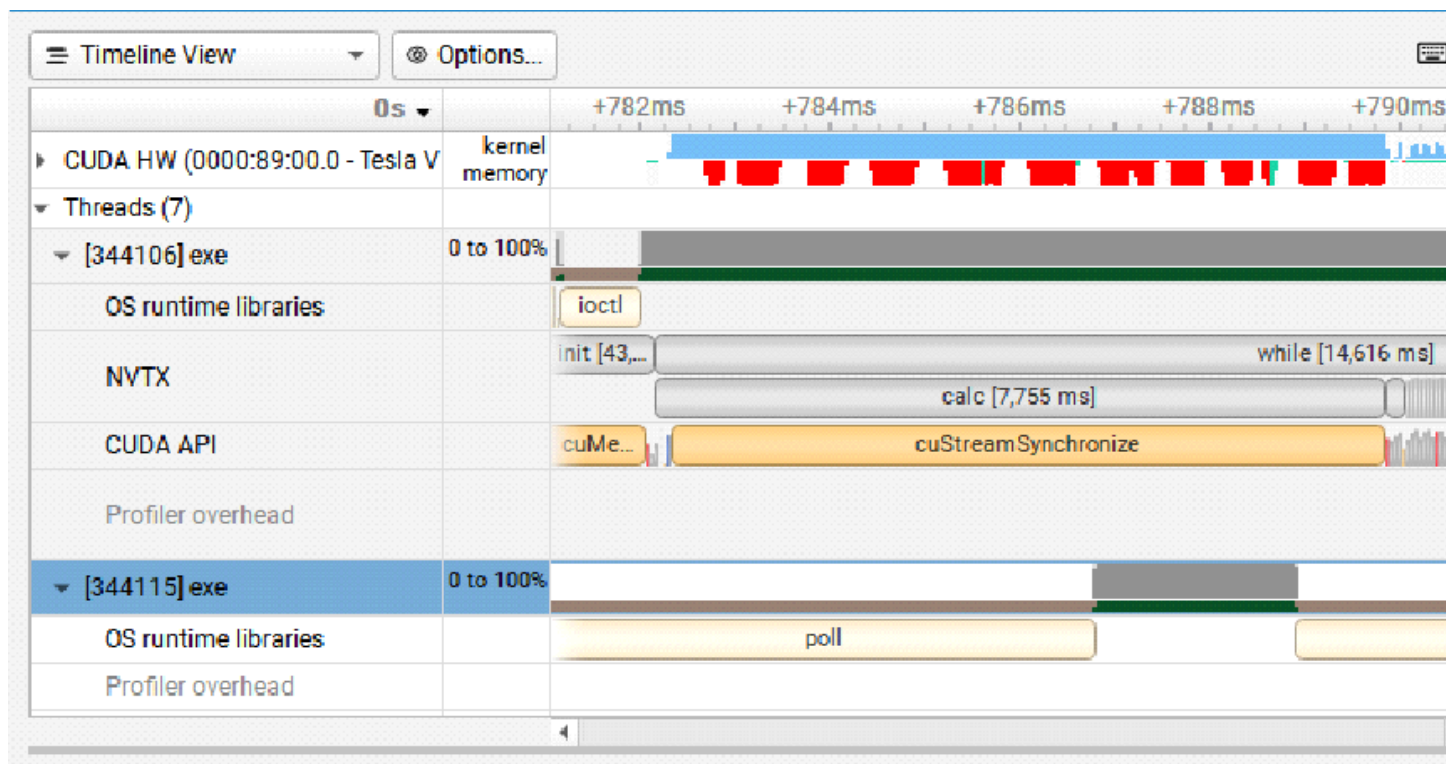 Timeline View Options...
0s +782ms +784ms +786ms +788ms +790ms
CUDA HW (0000:89:00.0 - Tesla V kernel
memory
Threads (7)
[344106] exe 0 to 100%
OS runtime libraries ioctl
init [43,... while [14,616 ms]
NVTX
calc [7,755 ms]
CUDA API cuMe... cuStreamSynchronize
Profiler overhead
[344115] exe 0 to 100%
OS runtime libraries poll
Profiler overhead